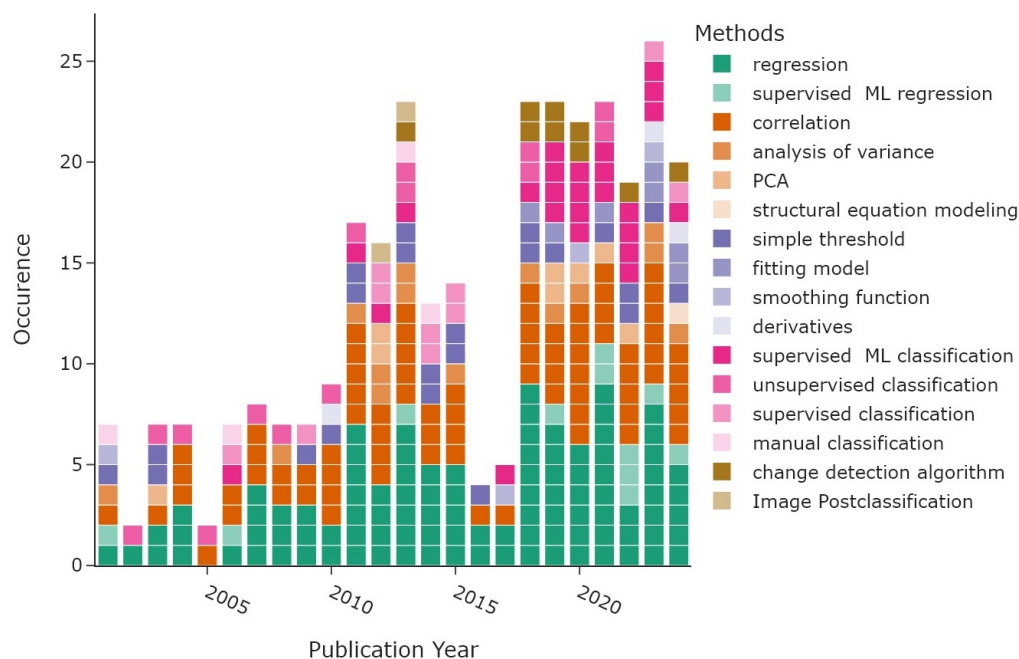 Methods
regression
supervised  ML regression
correlation
analysis of variance
PCA
structural equation modeling
simple threshold
fitting model
smoothing function
derivatives
supervised  ML classification
unsupervised classification
supervised classification
manual classification
change detection algorithm
Image Postclassification
Occurence
25
20
15
10
5
0
2005
2010
2015
2020
Publication Year